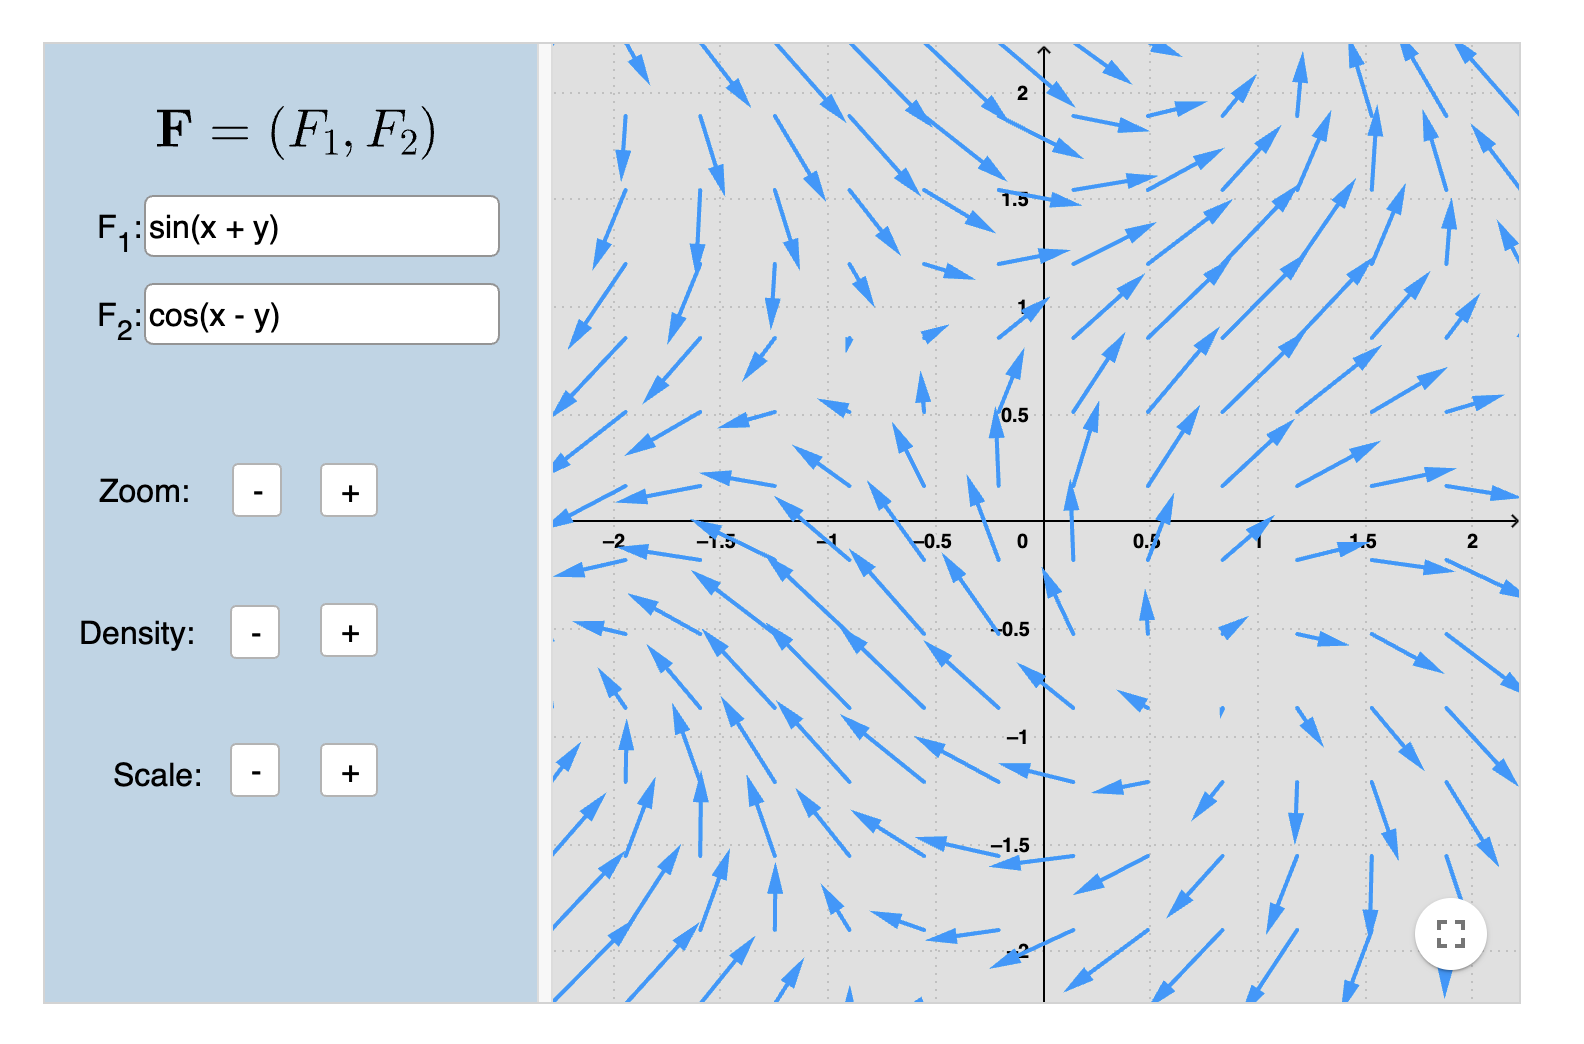 F = (F₁, F₂)
F₁: sin(x + y)
F₂: cos(x - y)
Zoom: - +
Density: - +
Scale: - +
2
1.5
1
0.5
−2 −1.5 −1 −0.5 0 0.5 1 1.5 2
−0.5
−1
−1.5
−2